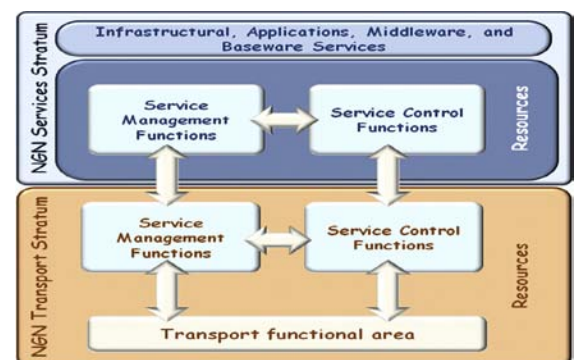 NGN Services Stratum
Infrastructural, Applications, Middleware, and
Baseware Services
Service
Management
Functions
Service Control
Functions
Resources
NGN Transport Stratum
Service
Management
Functions
Service Control
Functions
Resources
Transport functional area